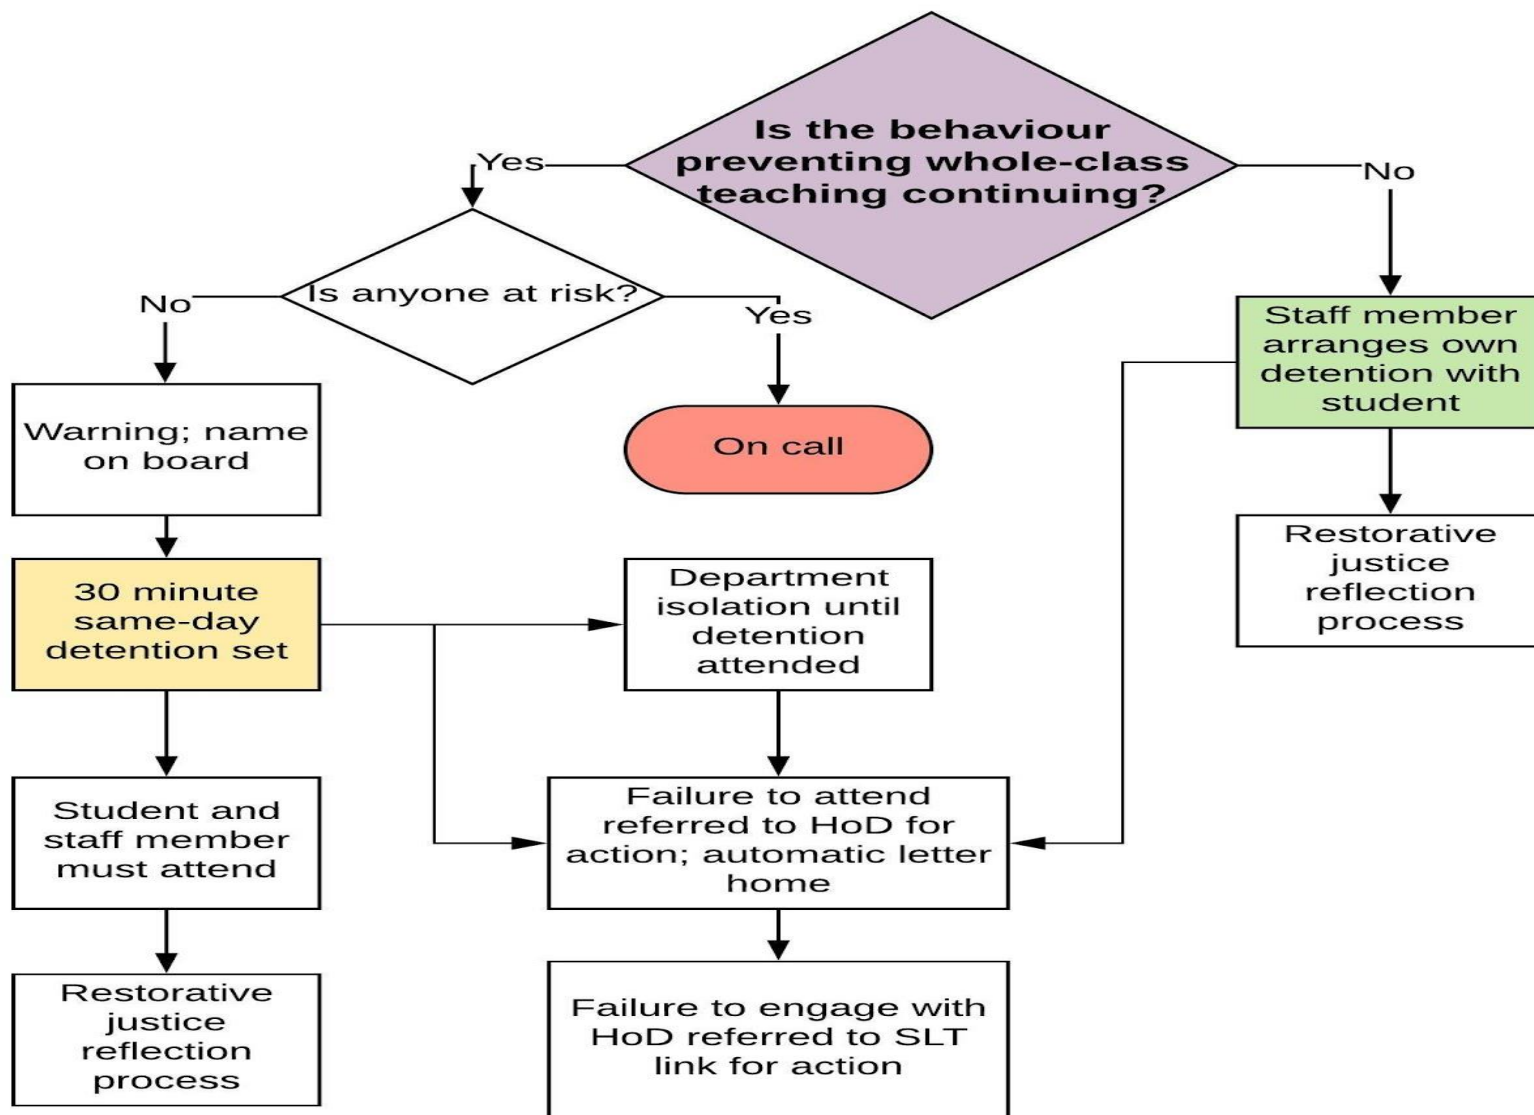 Is the behaviour
preventing whole-class
teaching continuing?
Yes
No
Is anyone at risk?
No
Yes
Staff member
arranges own
detention with
student
Warning; name
on board
On call
Restorative
justice
reflection
process
30 minute
same-day
detention set
Department
isolation until
detention
attended
Student and
staff member
must attend
Failure to attend
referred to HoD for
action; automatic letter
home
Restorative
justice
reflection
process
Failure to engage with
HoD referred to SLT
link for action